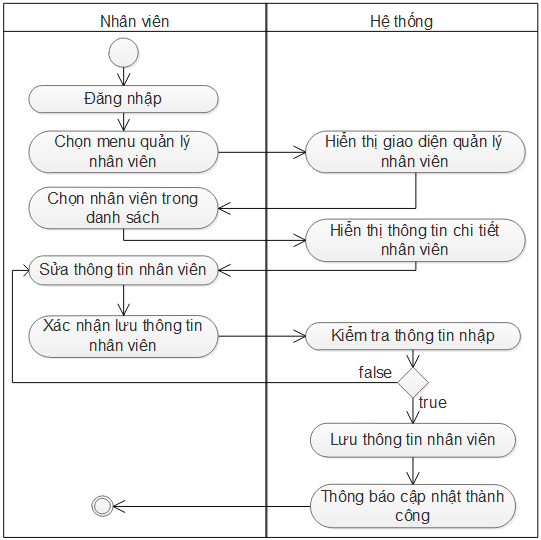 Nhân viên
Hệ thống
Đăng nhập
Chọn menu quản lý
nhân viên
Hiển thị giao diện quản lý
nhân viên
Chọn nhân viên trong
danh sách
Hiển thị thông tin chi tiết
nhân viên
Sửa thông tin nhân viên
Xác nhận lưu thông tin
nhân viên
Kiểm tra thông tin nhập
false
true
Lưu thông tin nhân viên
Thông báo cập nhật thành
công